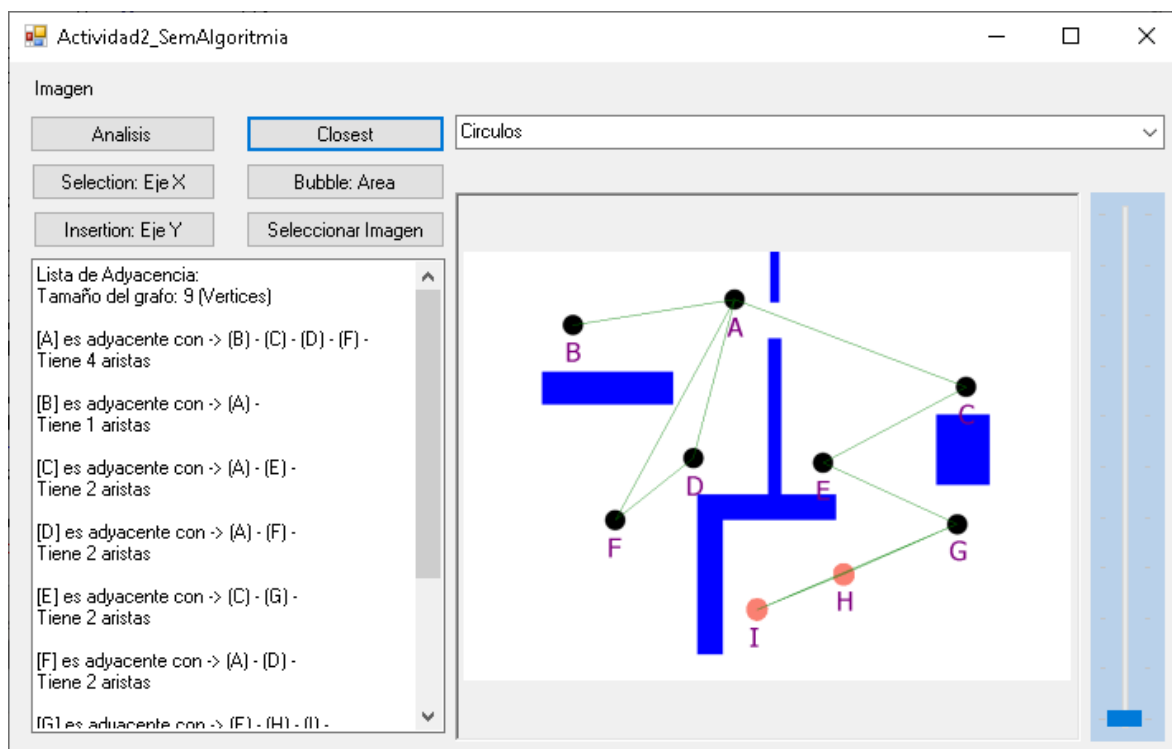 Actividad2_SemAlgoritmia
Imagen
Analisis
Closest
Circulos
Selection: Eje X
Bubble: Area
Insertion: Eje Y
Seleccionar Imagen
Lista de Adyacencia:
Tamaño del grafo: 9 (Vertices)
[A] es adyacente con -> (B) - (C) - (D) - (F) -
Tiene 4 aristas
[B] es adyacente con -> (A) -
Tiene 1 aristas
[C] es adyacente con -> (A) - (E) -
Tiene 2 aristas
[D] es adyacente con -> (A) - (F) -
Tiene 2 aristas
[E] es adyacente con -> (C) - (G) -
Tiene 2 aristas
[F] es adyacente con -> (A) - (D) -
Tiene 2 aristas
[G] es adyacente con -> (E) - (H) - (I) -
A
B
C
D
E
F
G
H
I